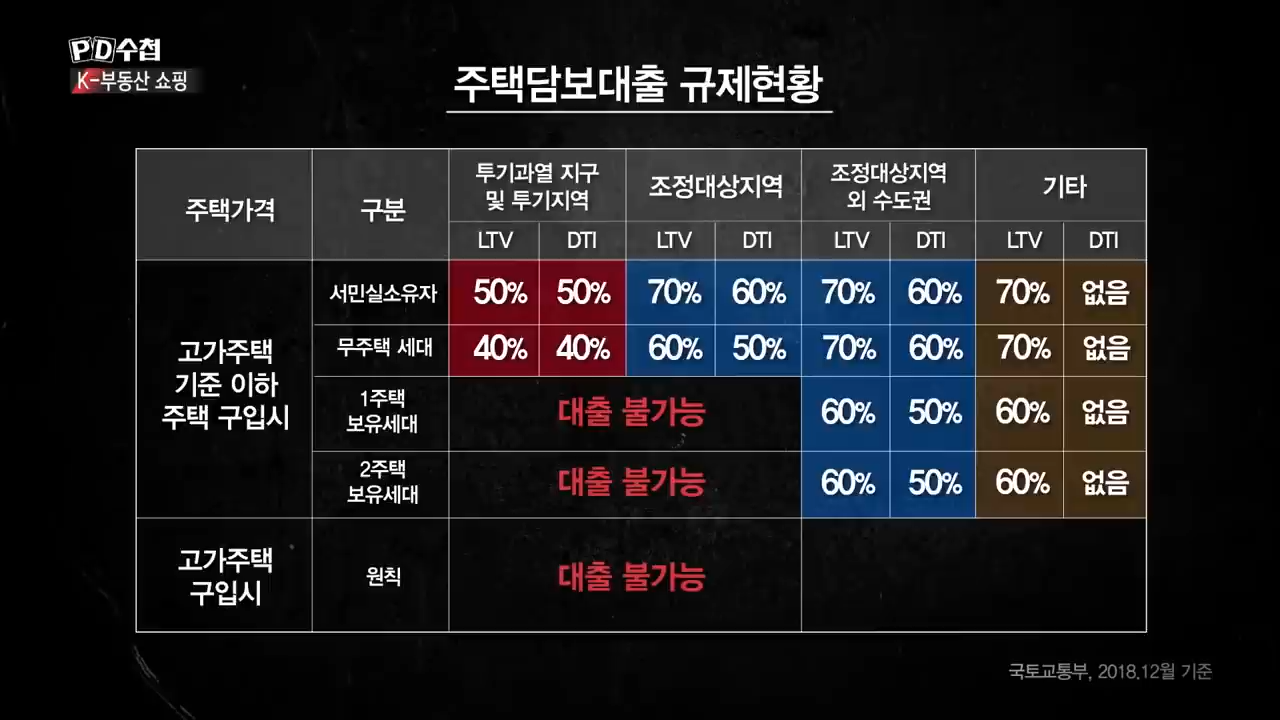 PD수첩
K-부동산 쇼핑
주택담보대출 규제현황
주택가격
구분
투기과열 지구
및 투기지역
조정대상지역
조정대상지역
외 수도권
기타
LTV DTI LTV DTI LTV DTI LTV DTI
고가주택
기준 이하
주택 구입시
서민실소유자 50% 50% 70% 60% 70% 60% 70% 없음
무주택 세대 40% 40% 60% 50% 70% 60% 70% 없음
1주택
보유세대
대출 불가능 60% 50% 60% 없음
2주택
보유세대
대출 불가능 60% 50% 60% 없음
고가주택
구입시
원칙 대출 불가능
국토교통부, 2018.12월 기준